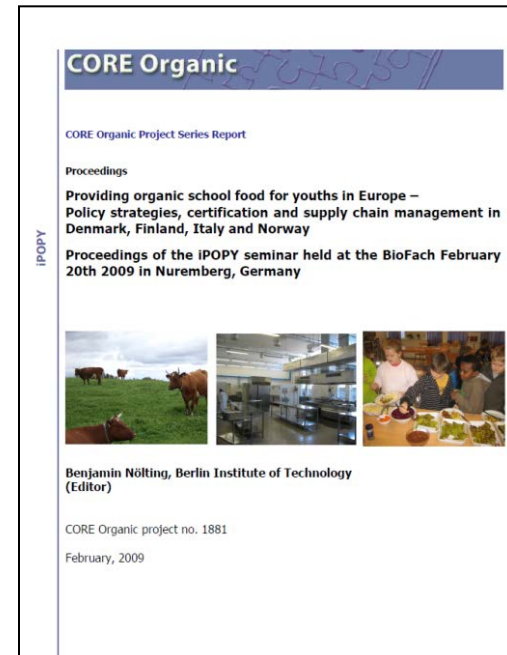 CORE Organic
CORE Organic Project Series Report
Proceedings
Providing organic school food for youths in Europe –
Policy strategies, certification and supply chain management in
Denmark, Finland, Italy and Norway
Proceedings of the iPOPY seminar held at the BioFach February
20th 2009 in Nuremberg, Germany
iPOPY
Benjamin Nölting, Berlin Institute of Technology
(Editor)
CORE Organic project no. 1881
February, 2009